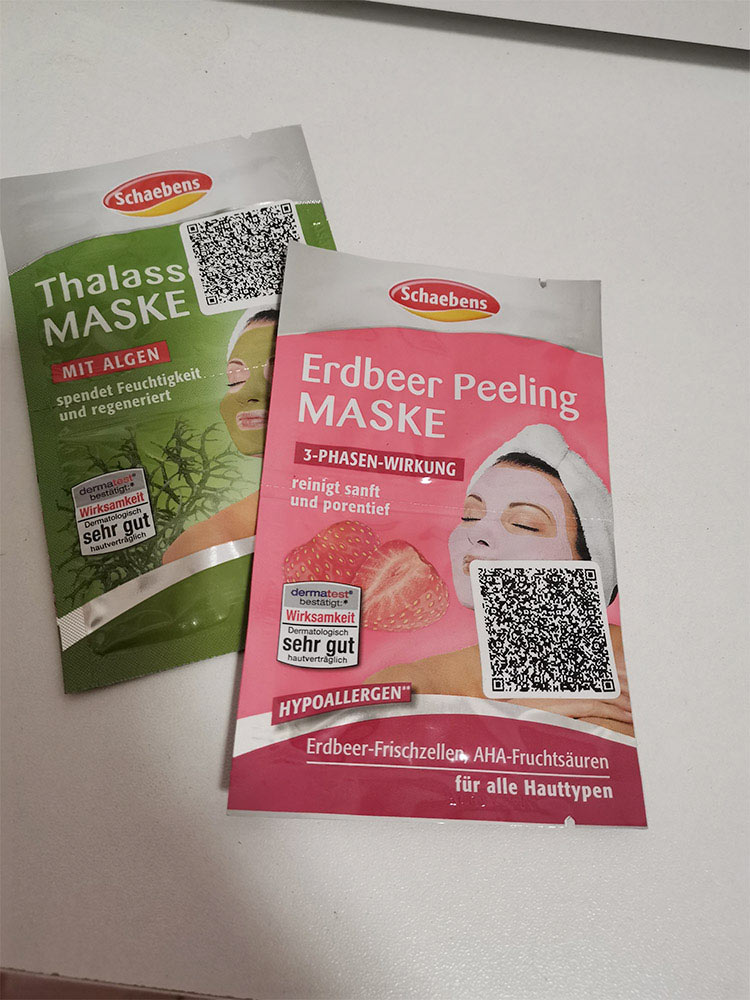 Schaebens
Thalass
MASKE
MIT ALGEN
spendet Feuchtigkeit
und regeneriert
dermatest®
bestätigt:*
Wirksamkeit
Dermatologisch
sehr gut
hautverträglich
Schaebens
Erdbeer Peeling
MASKE
3-PHASEN-WIRKUNG
reinigt sanft
und porentief
dermatest®
bestätigt:*
Wirksamkeit
Dermatologisch
sehr gut
hautverträglich
HYPOALLERGEN**
Erdbeer-Frischzellen, AHA-Fruchtsäuren
für alle Hauttypen